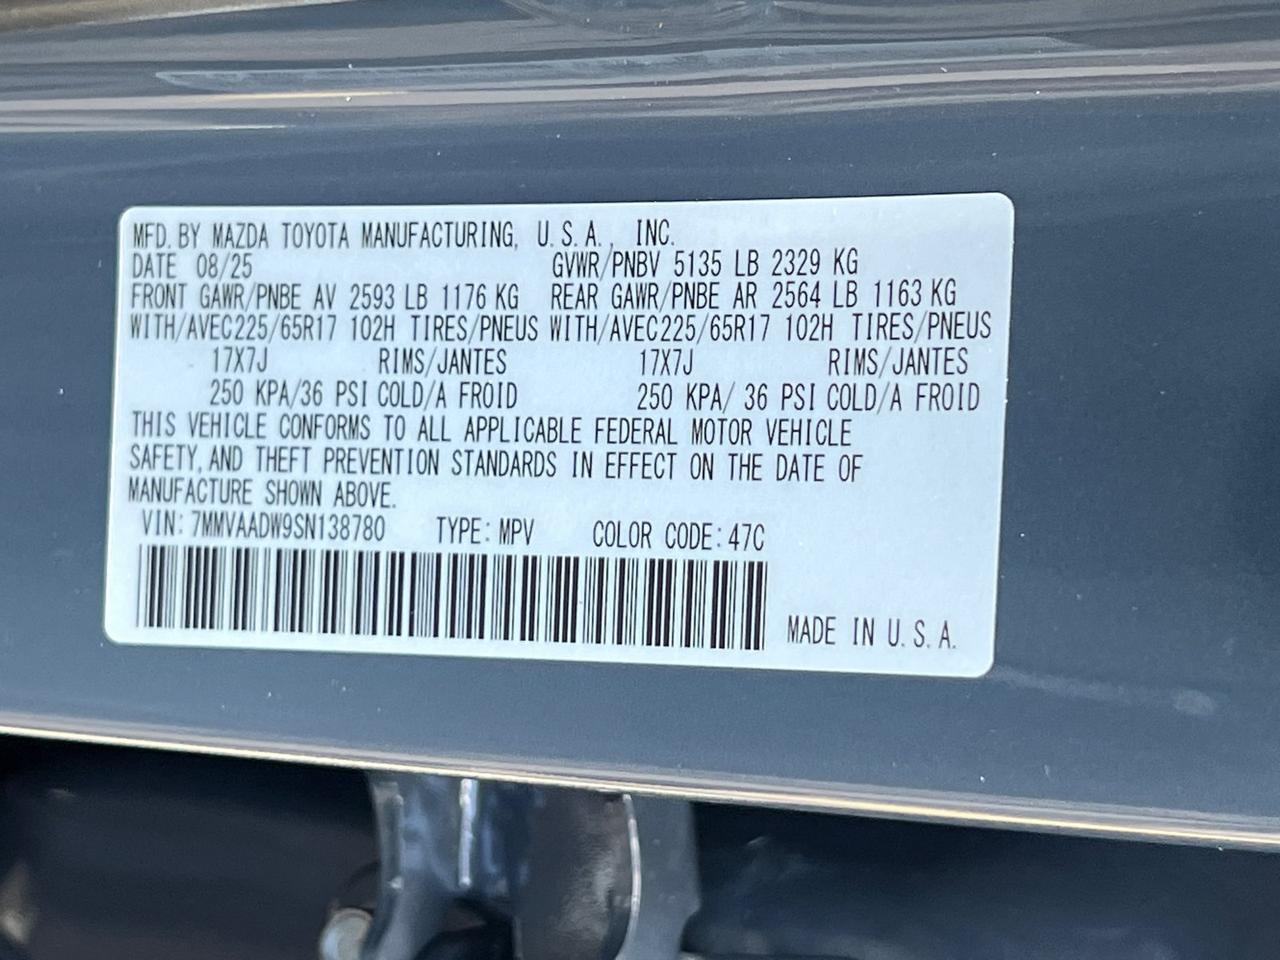 MFD. BY MAZDA TOYOTA MANUFACTURING, U.S.A., INC.
DATE 08/25 GVWR/PNBV 5135 LB 2329 KG
FRONT GAWR/PNBE AV 2593 LB 1176 KG REAR GAWR/PNBE AR 2564 LB 1163 KG
WITH/AVEC225/65R17 102H TIRES/PNEUS WITH/AVEC225/65R17 102H TIRES/PNEUS
17X7J RIMS/JANTES 17X7J RIMS/JANTES
250 KPA/36 PSI COLD/A FROID 250 KPA/ 36 PSI COLD/A FROID
THIS VEHICLE CONFORMS TO ALL APPLICABLE FEDERAL MOTOR VEHICLE
SAFETY, AND THEFT PREVENTION STANDARDS IN EFFECT ON THE DATE OF
MANUFACTURE SHOWN ABOVE.
VIN: 7MMVAADW9SN138780 TYPE: MPV COLOR CODE: 47C
MADE IN U.S.A.